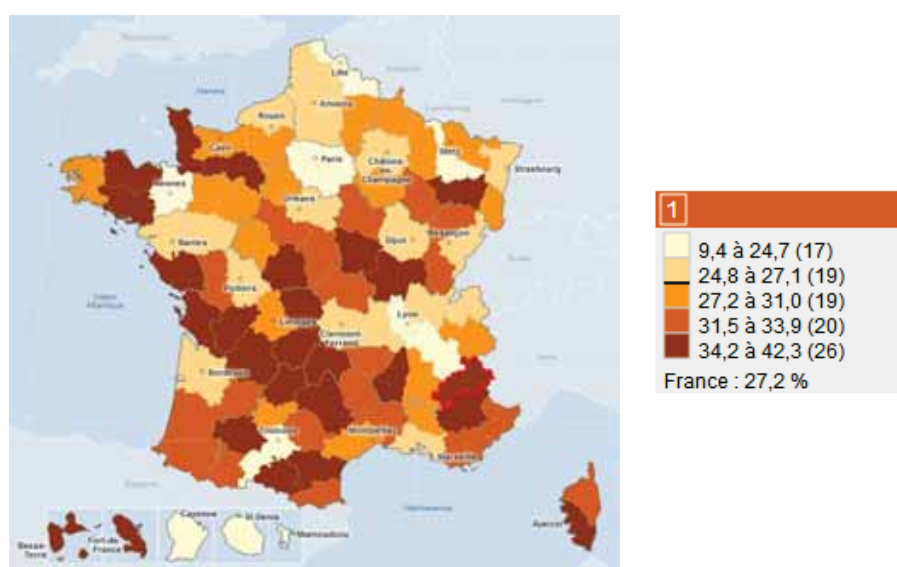 Lille
Amiens
Rouen
Caen
Paris
Châlons
en
Champagne
Metz
Strasbourg
Rennes
Orléans
Nantes
Dijon
Besançon
Poitiers
Limoges
Clermont
Ferrand
Lyon
Bordeaux
Toulouse
Montpellier
Marseille
Ajaccio
Basse-
Terre
Fort-de
France
Cayenne
St Denis
Mamoudzou
1
9,4 à 24,7 (17)
24,8 à 27,1 (19)
27,2 à 31,0 (19)
31,5 à 33,9 (20)
34,2 à 42,3 (26)
France : 27,2 %